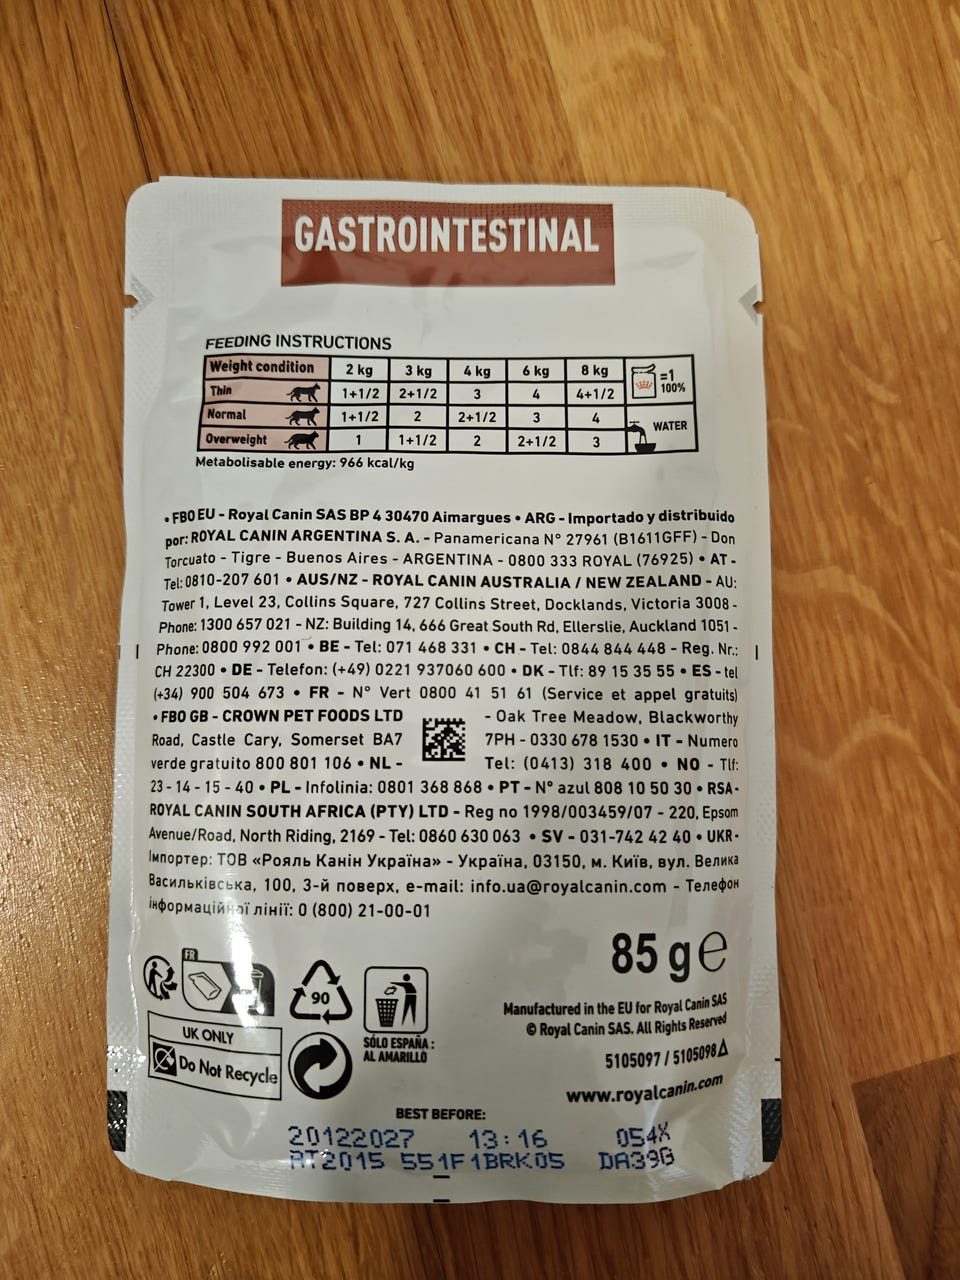 GASTROINTESTINAL
FEEDING INSTRUCTIONS
Weight condition 2 kg 3 kg 4 kg 6 kg 8 kg =1 100%
Thin 1+1/2 2+1/2 3 4 4+1/2
Normal 1+1/2 2 2+1/2 3 4 WATER
Overweight 1 1+1/2 2 2+1/2 3
Metabolisable energy: 966 kcal/kg
• FBO EU - Royal Canin SAS BP 4 30470 Aimargues • ARG - Importado y distribuido
por: ROYAL CANIN ARGENTINA S. A. - Panamericana N° 27961 (B1611GFF) - Don
Torcuato - Tigre - Buenos Aires - ARGENTINA - 0800 333 ROYAL (76925) • AT -
Tel: 0810-207 601 • AUS/NZ - ROYAL CANIN AUSTRALIA / NEW ZEALAND - AU:
Tower 1, Level 23, Collins Square, 727 Collins Street, Docklands, Victoria 3008 -
Phone: 1300 657 021 - NZ: Building 14, 666 Great South Rd, Ellerslie, Auckland 1051 -
Phone: 0800 992 001 • BE - Tel: 071 468 331 • CH - Tel: 0844 844 448 - Reg. Nr.:
CH 22300 • DE - Telefon: (+49) 0221 937060 600 • DK - Tlf: 89 15 35 55 • ES - tel
(+34) 900 504 673 • FR - N° Vert 0800 41 51 61 (Service et appel gratuits)
• FBO GB - CROWN PET FOODS LTD - Oak Tree Meadow, Blackworthy
Road, Castle Cary, Somerset BA7 7PH - 0330 678 1530 • IT - Numero
verde gratuito 800 801 106 • NL - Tel: (0413) 318 400 • NO - Tlf:
23 - 14 - 15 - 40 • PL - Infolinia: 0801 368 868 • PT - N° azul 808 10 50 30 • RSA -
ROYAL CANIN SOUTH AFRICA (PTY) LTD - Reg no 1998/003459/07 - 220, Epsom
Avenue/Road, North Riding, 2169 - Tel: 0860 630 063 • SV - 031-742 42 40 • UKR -
Імпортер: ТОВ «Рояль Канін Україна» - Україна, 03150, м. Київ, вул. Велика
Васильківська, 100, 3-й поверх, e-mail: info.ua@royalcanin.com - Телефон
інформаційної лінії: 0 (800) 21-00-01
85 g e
FR
90
Manufactured in the EU for Royal Canin SAS
© Royal Canin SAS. All Rights Reserved
UK ONLY
Do Not Recycle
SÓLO ESPAÑA :
AL AMARILLO
5105097 / 5105098
www.royalcanin.com
BEST BEFORE:
20122027 13:16 054X
RT2015 551F1BRK05 DA39G